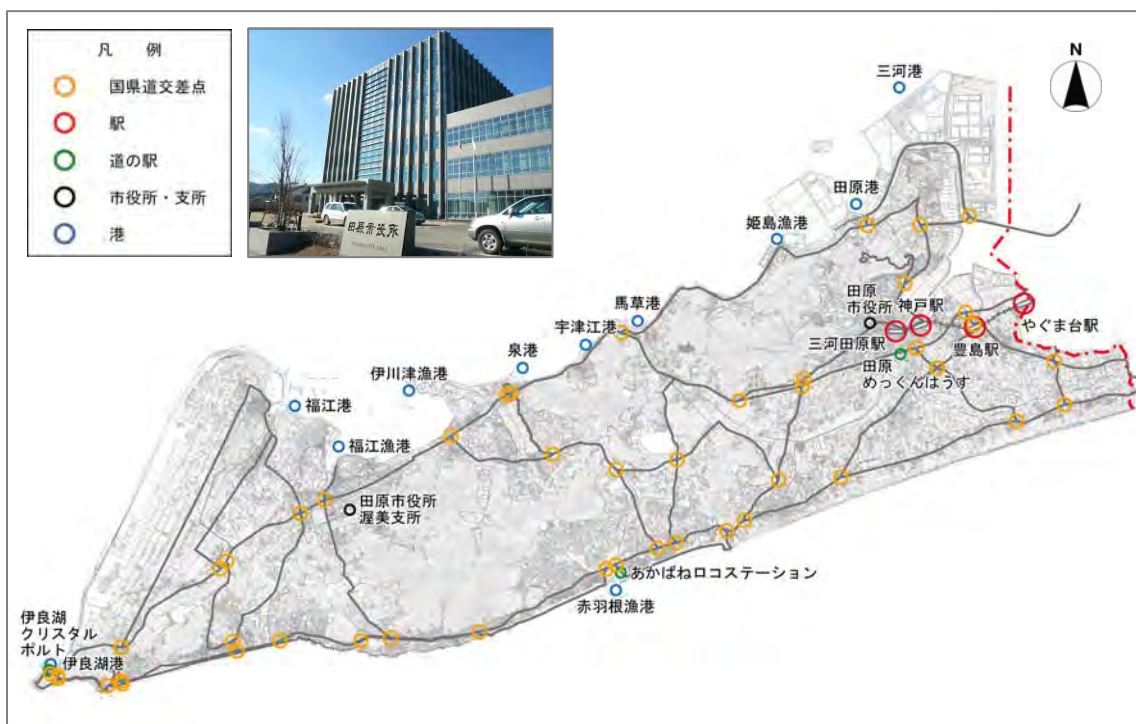 凡 例
国県道交差点
駅
道の駅
市役所・支所
港
田原市役所
N
三河港
田原港
姫島漁港
馬草港
宇津江港
泉港
伊川津漁港
福江港
福江漁港
田原
市役所
神戸駅
やぐま台駅
三河田原駅
豊島駅
田原
めっくんはうす
田原市役所
渥美支所
あかばねロコステーション
赤羽根漁港
伊良湖
クリスタル
ポルト
伊良湖港